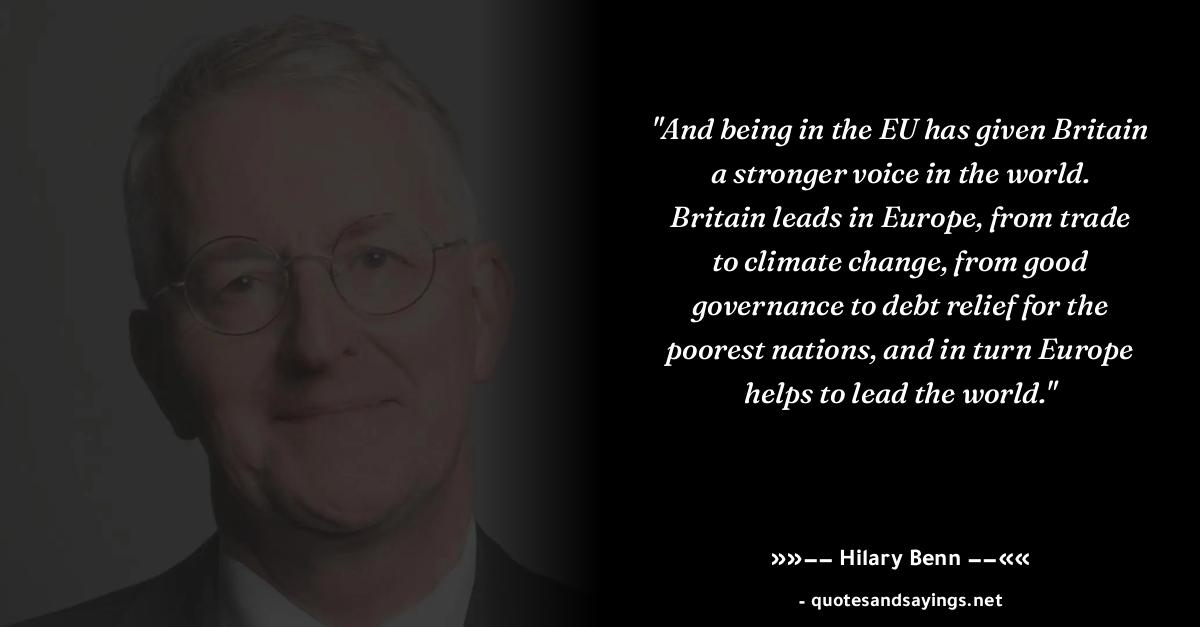 "And being in the EU has given Britain
a stronger voice in the world.
Britain leads in Europe, from trade
to climate change, from good
governance to debt relief for the
poorest nations, and in turn Europe
helps to lead the world."
»»−− Hilary Benn −−««
- quotesandsayings.net